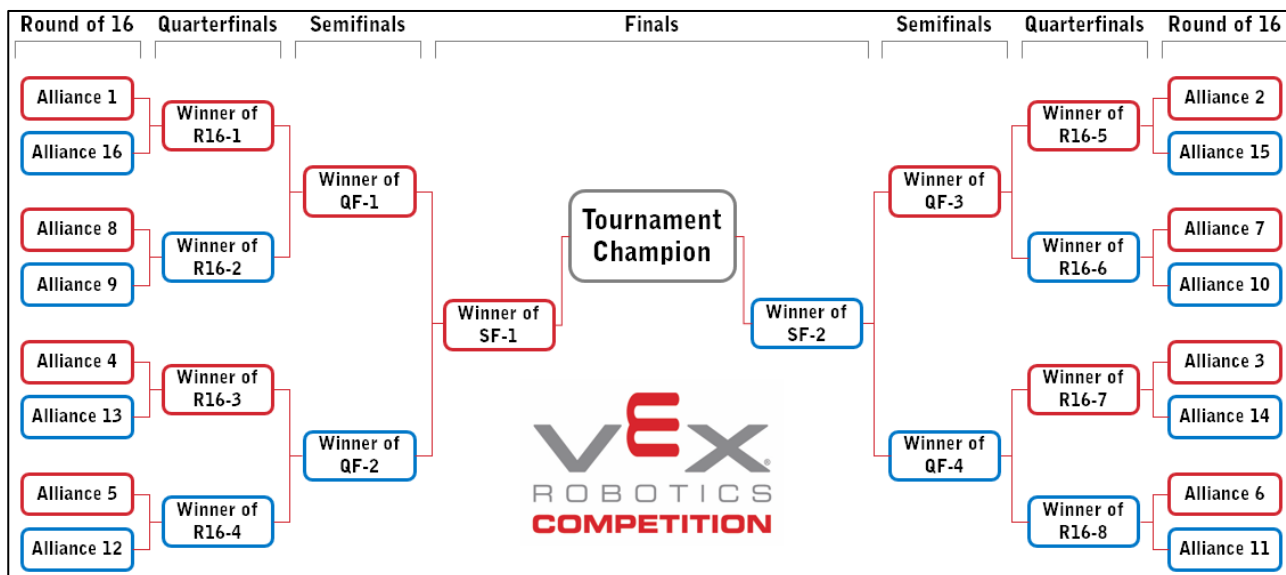 Round of 16
Quarterfinals
Semifinals
Finals
Semifinals
Quarterfinals
Round of 16
Alliance 1
Alliance 16
Alliance 8
Alliance 9
Alliance 4
Alliance 13
Alliance 5
Alliance 12
Winner of
R16-1
Winner of
R16-2
Winner of
R16-3
Winner of
R16-4
Winner of
QF-1
Winner of
QF-2
Winner of
SF-1
Tournament
Champion
Winner of
SF-2
Winner of
QF-3
Winner of
QF-4
Winner of
R16-5
Winner of
R16-6
Winner of
R16-7
Winner of
R16-8
Alliance 2
Alliance 15
Alliance 7
Alliance 10
Alliance 3
Alliance 14
Alliance 6
Alliance 11
VEX®
ROBOTICS
COMPETITION